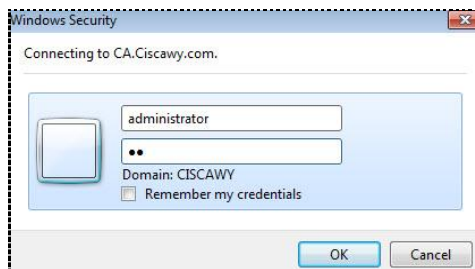 Windows Security
Connecting to CA.Ciscawy.com.
administrator
••
Domain: CISCAWY
Remember my credentials
OK Cancel